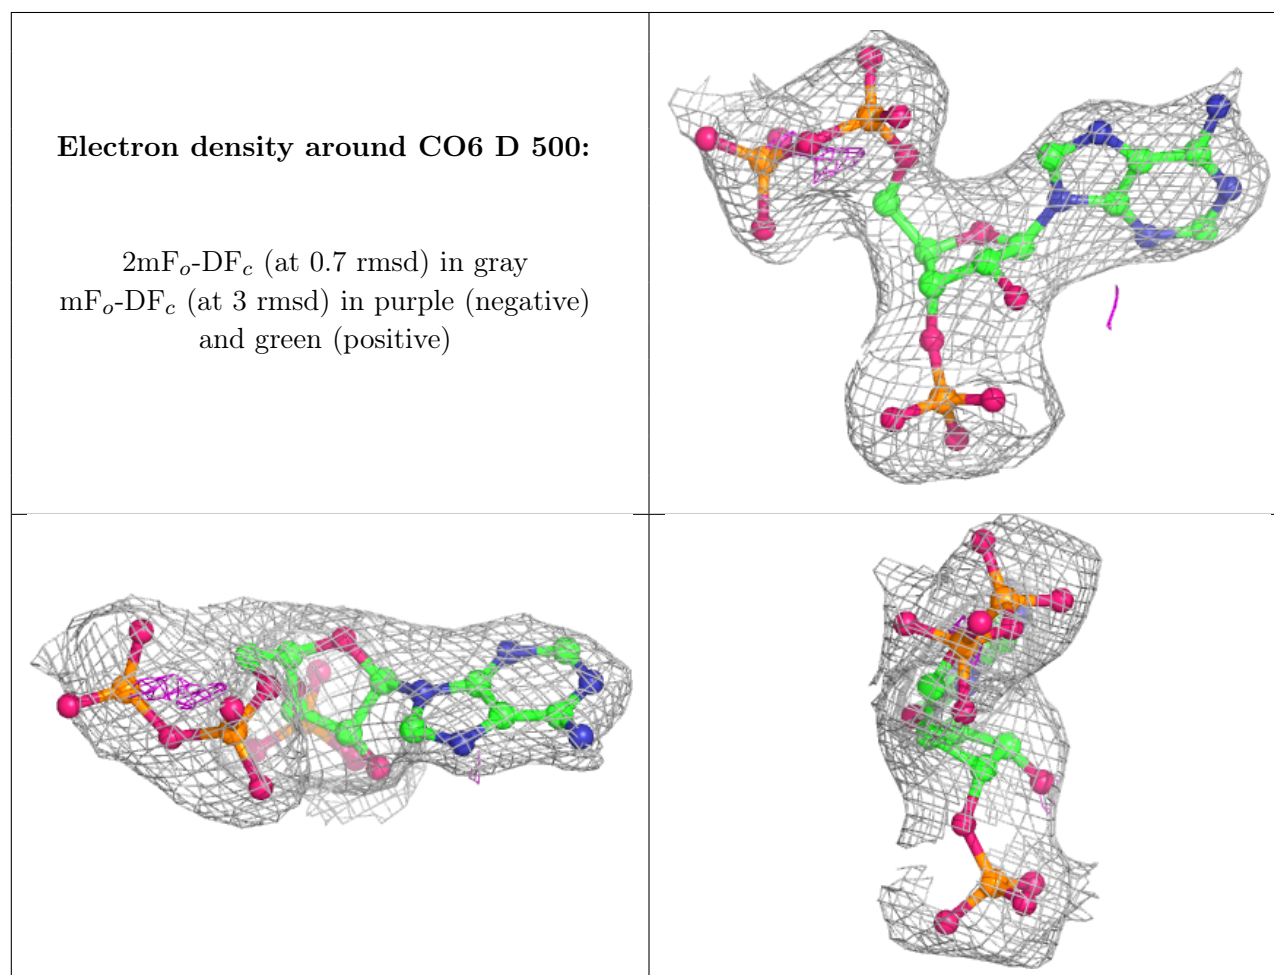 Electron density around CO6 D 500:
2mFo-DFc (at 0.7 rmsd) in gray
mFo-DFc (at 3 rmsd) in purple (negative)
and green (positive)